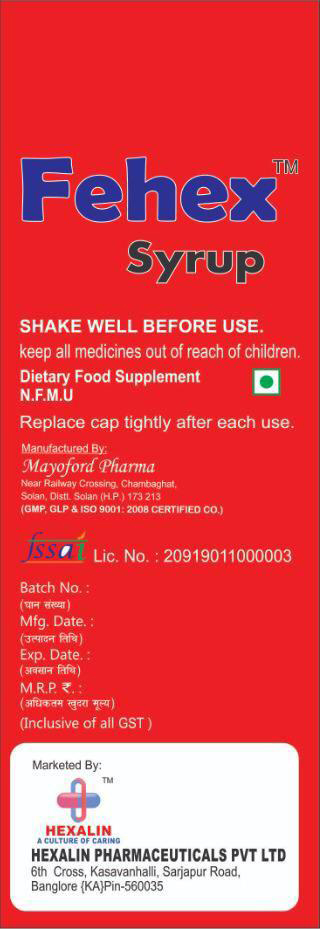 Fehex™
Syrup
SHAKE WELL BEFORE USE.
keep all medicines out of reach of children.
Dietary Food Supplement
N.F.M.U
Replace cap tightly after each use.
Manufactured By:
Mayoford Pharma
Near Railway Crossing, Chambaghat,
Solan, Distt. Solan (H.P.) 173 213
(GMP, GLP & ISO 9001: 2008 CERTIFIED CO.)
fssai Lic. No. : 20919011000003
Batch No. :
(घान संख्या)
Mfg. Date. :
(उत्पादन तिथि)
Exp. Date. :
(अवसान तिथि)
M.R.P. ₹. :
(अधिकतम खुदरा मूल्य)
(Inclusive of all GST )
Marketed By:
TM
HEXALIN
A CULTURE OF CARING
HEXALIN PHARMACEUTICALS PVT LTD
6th Cross, Kasavanhalli, Sarjapur Road,
Banglore {KA}Pin-560035